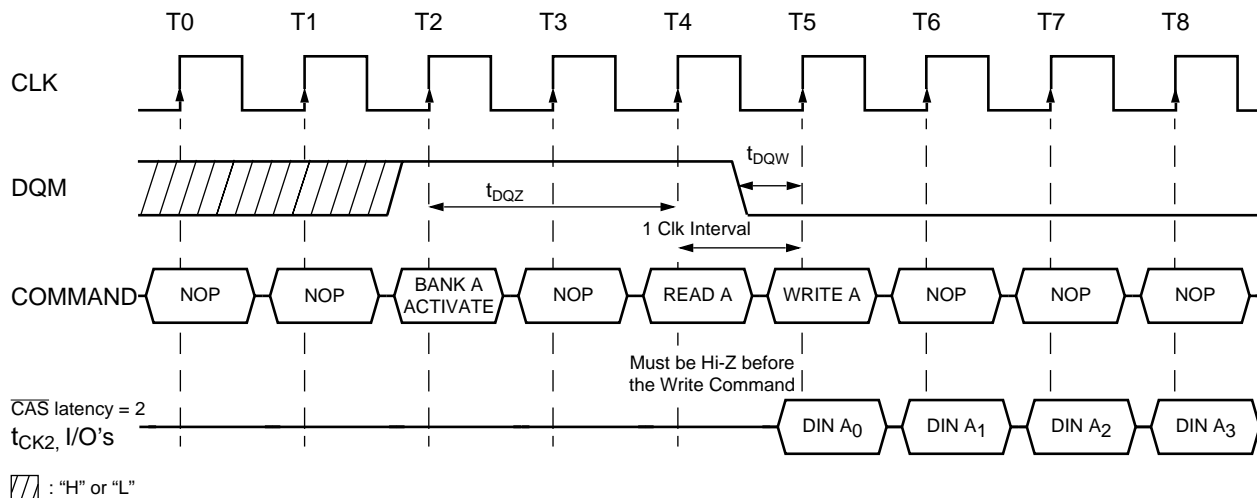 T0 T1 T2 T3 T4 T5 T6 T7 T8
CLK
tDQW
DQM
tDQZ
1 Clk Interval
COMMAND NOP NOP BANK A ACTIVATE NOP READ A WRITE A NOP NOP NOP
Must be Hi-Z before
the Write Command
CAS latency = 2
tCK2, I/O's DIN A0 DIN A1 DIN A2 DIN A3
: “H” or “L”